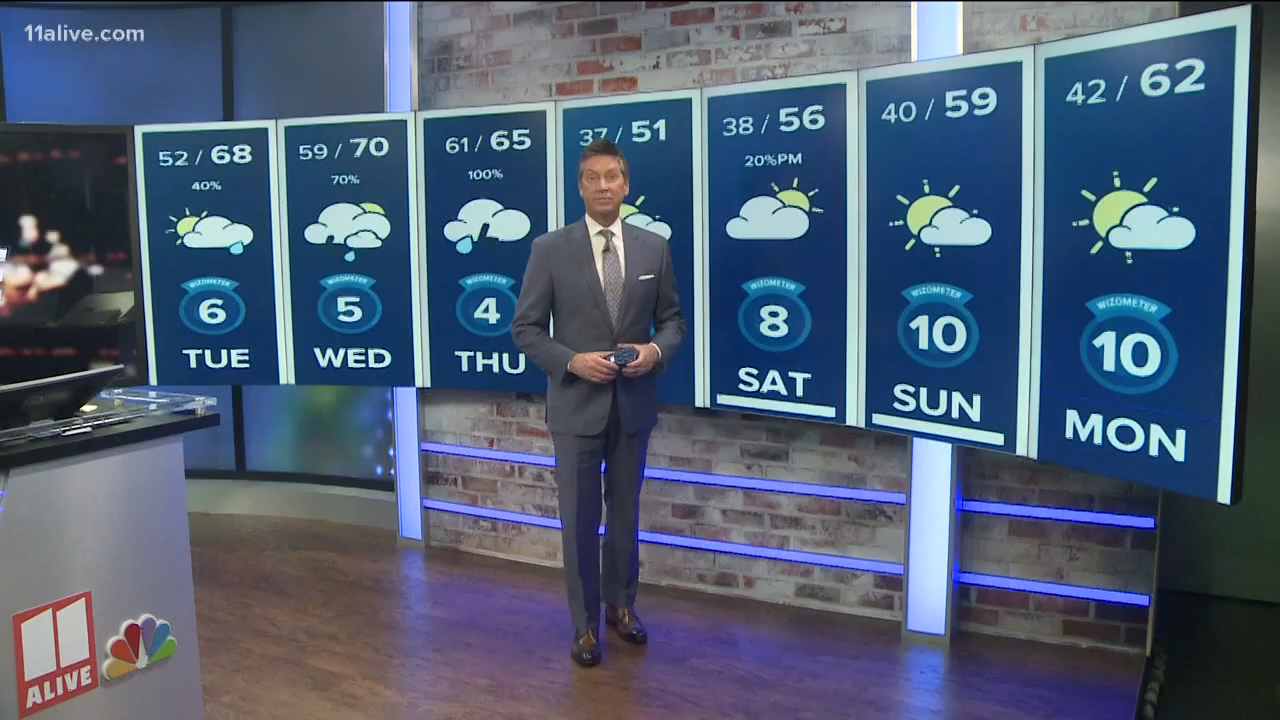 11alive.com
52 / 68
40%
WIZOMETER
6
TUE
59 / 70
70%
WIZOMETER
5
WED
61 / 65
100%
WIZOMETER
4
THU
37 / 51
38 / 56
20%PM
WIZOMETER
8
SAT
40 / 59
WIZOMETER
10
SUN
42 / 62
WIZOMETER
10
MON
11
ALIVE